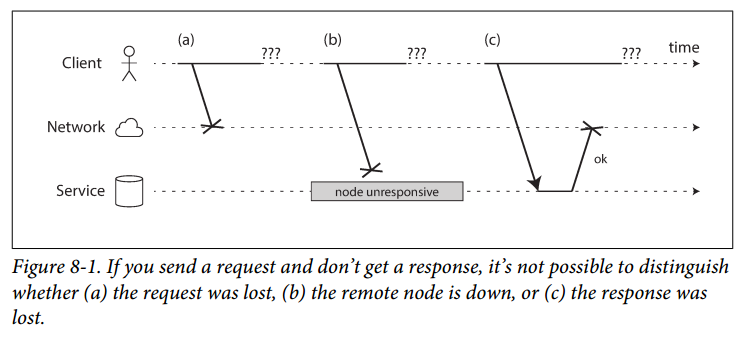 (a) ??? (b) ??? (c) ??? time
Client
Network
ok
Service node unresponsive
Figure 8-1. If you send a request and don’t get a response, it’s not possible to distinguish
whether (a) the request was lost, (b) the remote node is down, or (c) the response was
lost.